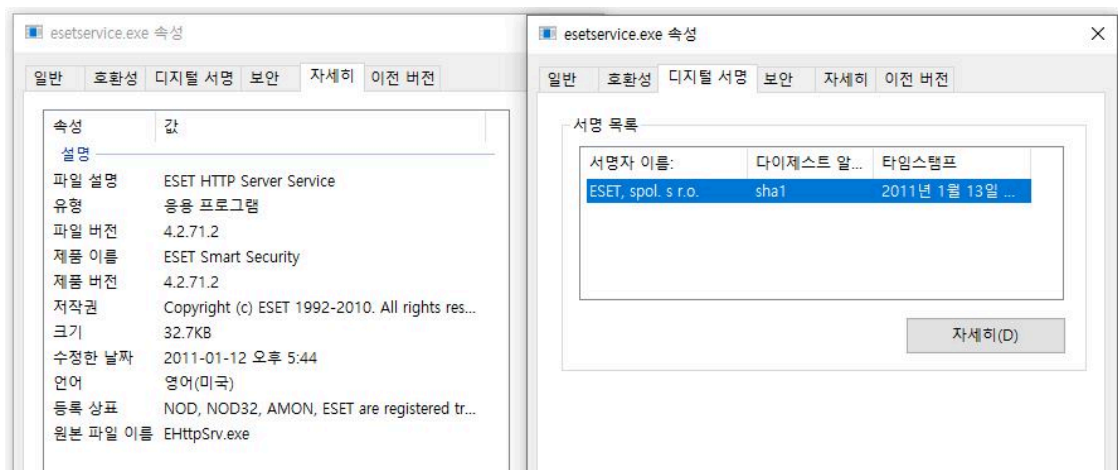 esetservice.exe 속성
일반 호환성 디지털 서명 보안 자세히 이전 버전
속성 값
설명
파일 설명 ESET HTTP Server Service
유형 응용 프로그램
파일 버전 4.2.71.2
제품 이름 ESET Smart Security
제품 버전 4.2.71.2
저작권 Copyright (c) ESET 1992-2010. All rights res...
크기 32.7KB
수정한 날짜 2011-01-12 오후 5:44
언어 영어(미국)
등록 상표 NOD, NOD32, AMON, ESET are registered tr...
원본 파일 이름 EHttpSrv.exe
esetservice.exe 속성
일반 호환성 디지털 서명 보안 자세히 이전 버전
서명 목록
서명자 이름: 다이제스트 알... 타임스탬프
ESET, spol. s r.o. sha1 2011년 1월 13일 ...
자세히(D)